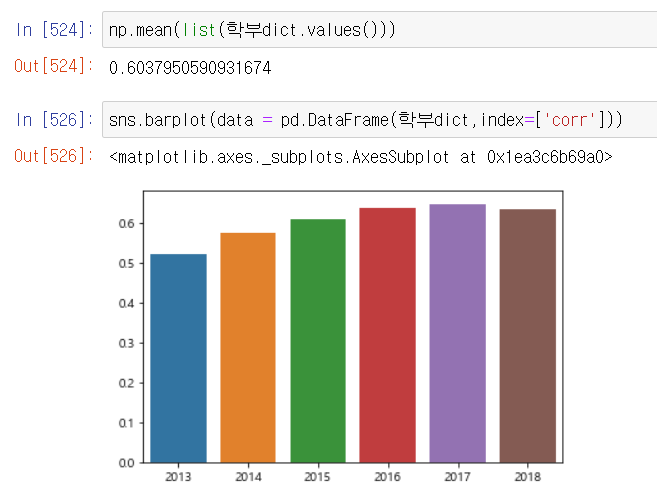 In [524]: np.mean(list(학부dict.values()))
Out[524]: 0.6037950590931674
In [526]: sns.barplot(data = pd.DataFrame(학부dict,index=['corr']))
Out[526]: <matplotlib.axes._subplots.AxesSubplot at 0x1ea3c6b69a0>
0.6
0.5
0.4
0.3
0.2
0.1
0.0
2013 2014 2015 2016 2017 2018